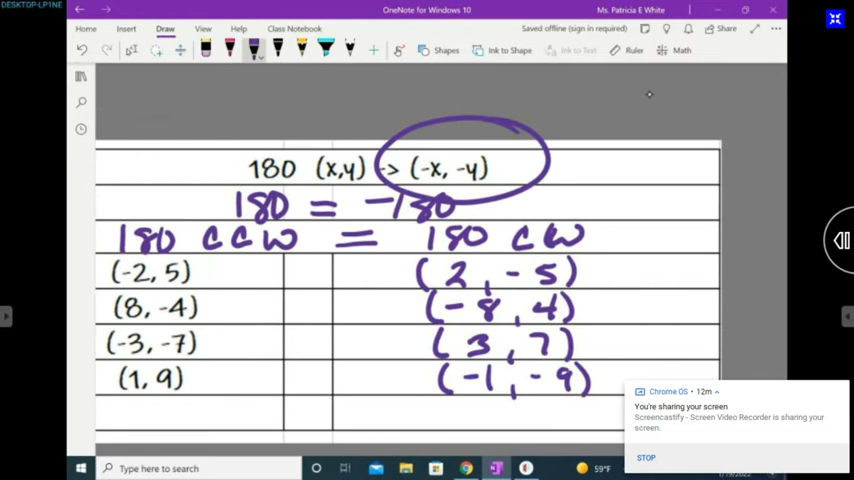 DESKTOP-LP1NE
OneNote for Windows 10
Ms. Patricia E White
Home Insert Draw View Help Class Notebook
Saved offline (sign in required) Share
Shapes Ink to Shape Ink to Text Ruler Math
180 (x,y) -> (-x, -y)
180 = -180
180 CCW = 180 CW
(-2, 5) (2, -5)
(8, -4) (-8, 4)
(-3, -7) (3, 7)
(1, 9) (-1, -9)
Chrome OS • 12m
You're sharing your screen
Screencastify - Screen Video Recorder is sharing your
screen.
STOP
Type here to search
59°F